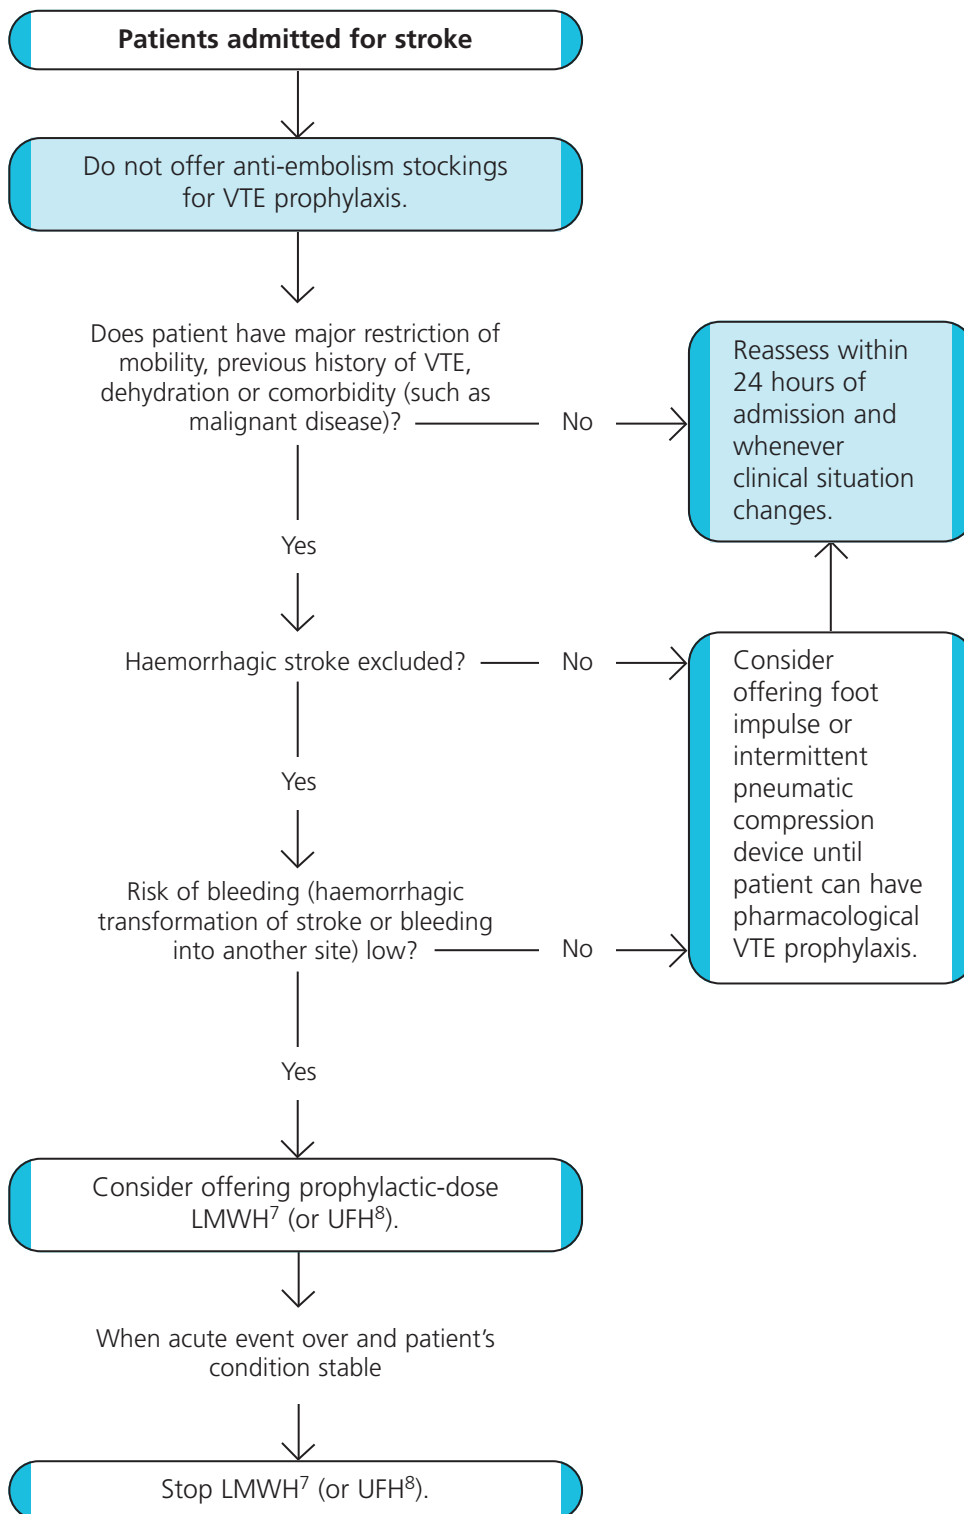 Patients admitted for stroke
Do not offer anti-embolism stockings
for VTE prophylaxis.
Does patient have major restriction of
mobility, previous history of VTE,
dehydration or comorbidity (such as
malignant disease)?
No
Reassess within
24 hours of
admission and
whenever
clinical situation
changes.
Yes
Haemorrhagic stroke excluded?
No
Consider
offering foot
impulse or
intermittent
pneumatic
compression
device until
patient can have
pharmacological
VTE prophylaxis.
Yes
Risk of bleeding (haemorrhagic
transformation of stroke or bleeding
into another site) low?
No
Yes
Consider offering prophylactic-dose
LMWH⁷ (or UFH⁸).
When acute event over and patient’s
condition stable
Stop LMWH⁷ (or UFH⁸).